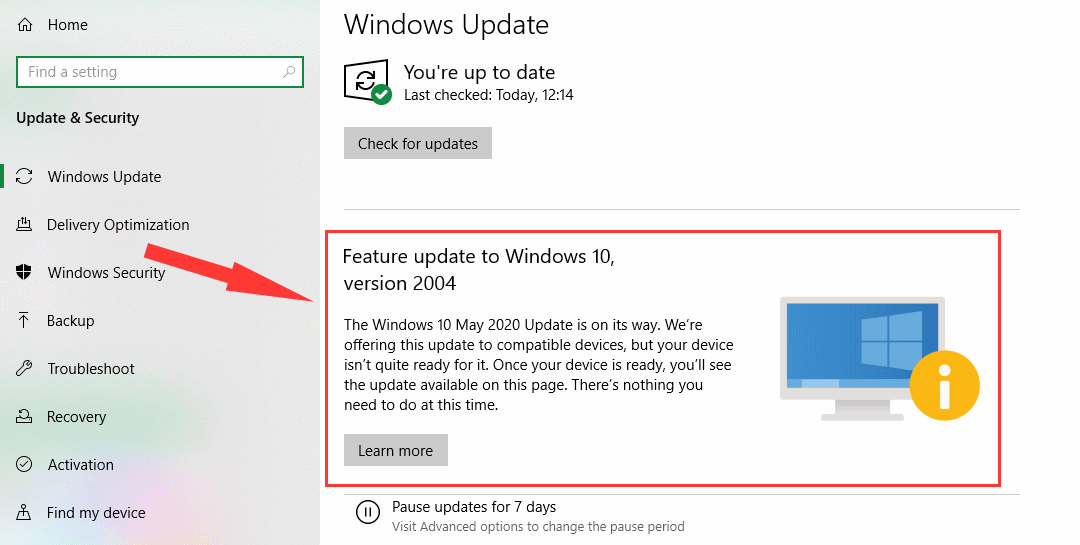 Home
Find a setting
Update & Security
Windows Update
Delivery Optimization
Windows Security
Backup
Troubleshoot
Recovery
Activation
Find my device
Windows Update
You're up to date
Last checked: Today, 12:14
Check for updates
Feature update to Windows 10,
version 2004
The Windows 10 May 2020 Update is on its way. We're
offering this update to compatible devices, but your device
isn't quite ready for it. Once your device is ready, you'll see
the update available on this page. There's nothing you
need to do at this time.
Learn more
Pause updates for 7 days
Visit Advanced options to change the pause period